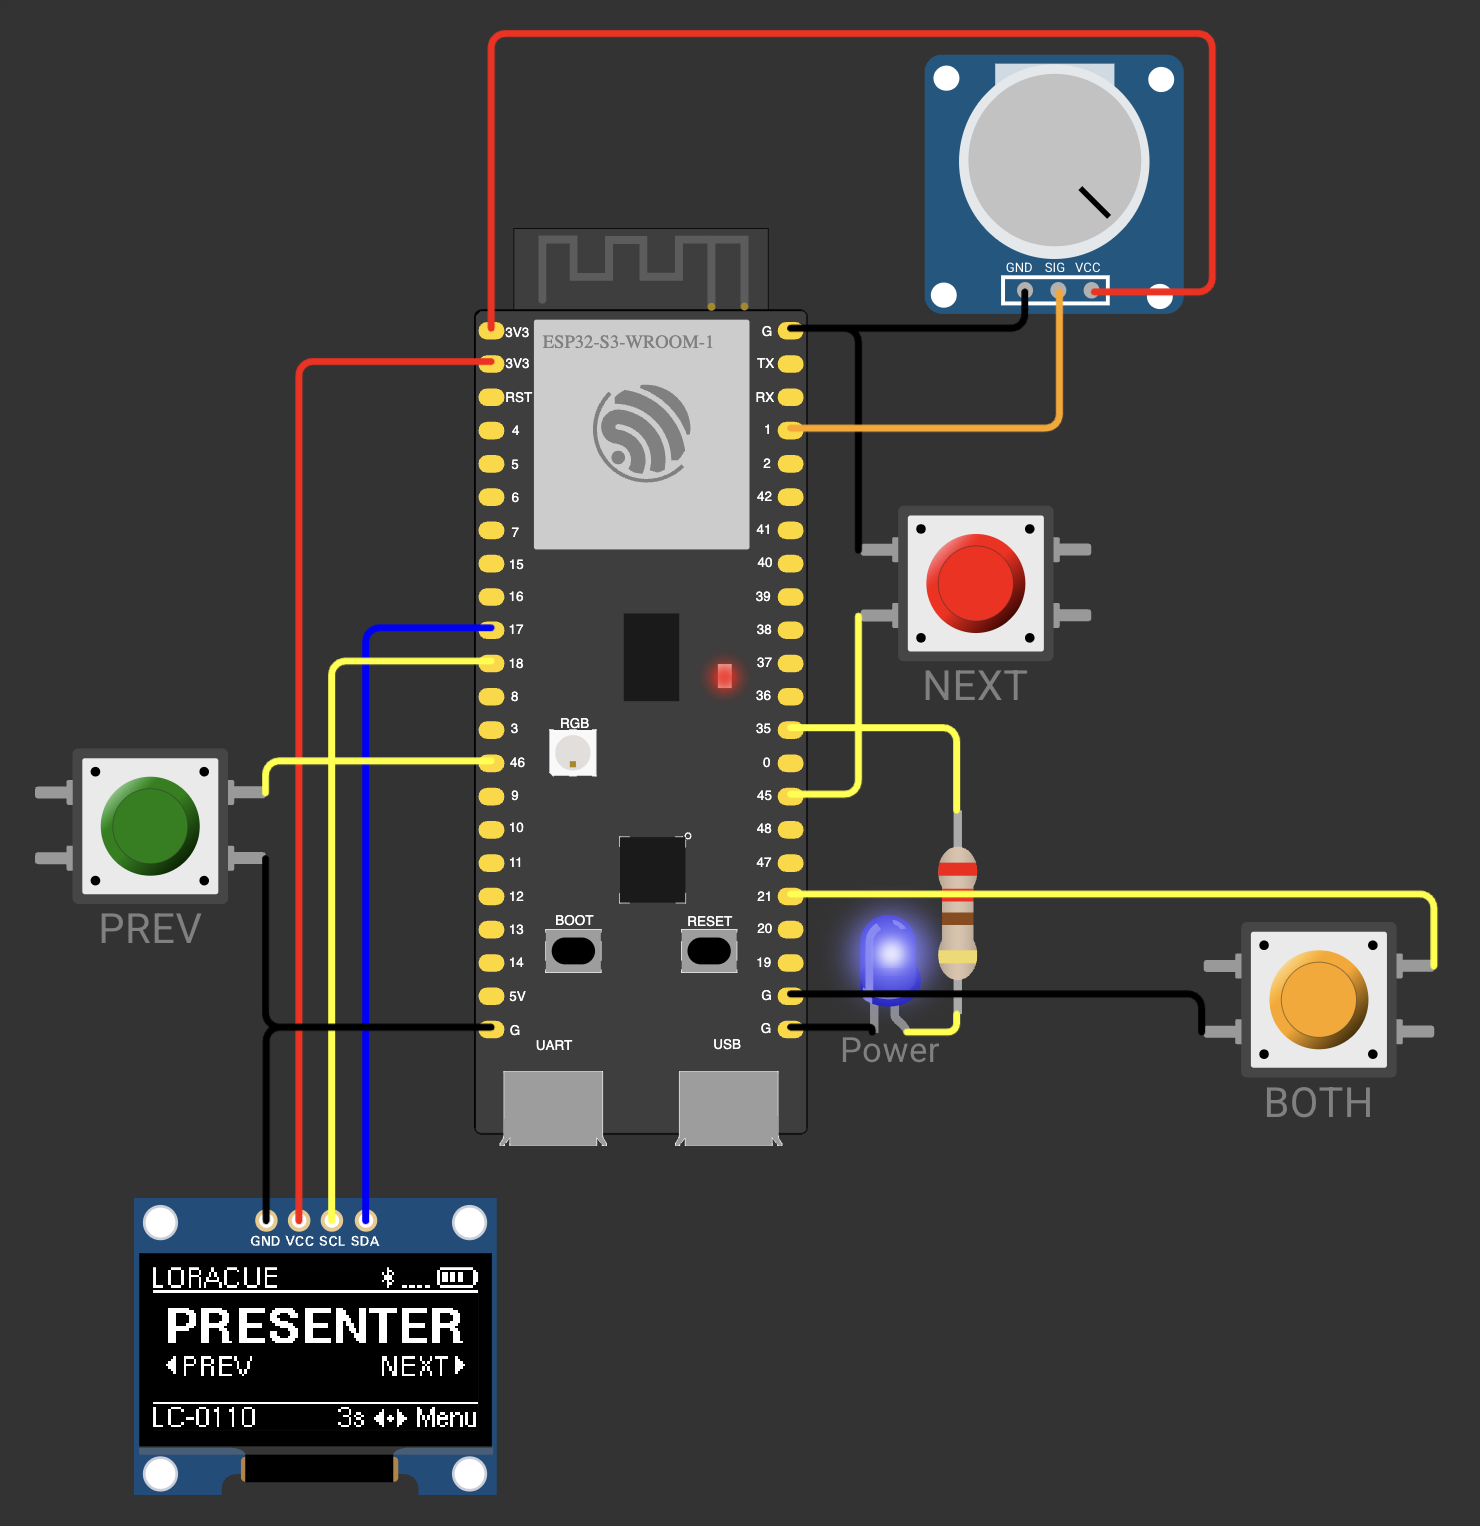 GND SIG VCC
ESP32-S3-WROOM-1
3V3
3V3
RST
4
5
6
7
15
16
17
18
8
3
46
9
10
11
12
13
14
5V
G
G
TX
RX
1
2
42
41
40
39
38
37
36
35
0
45
48
47
21
20
19
G
G
RGB
BOOT
RESET
UART
USB
NEXT
PREV
Power
BOTH
GND VCC SCL SDA
LORACUE
PRESENTER
PREV NEXT
LC-0110 3s Menu